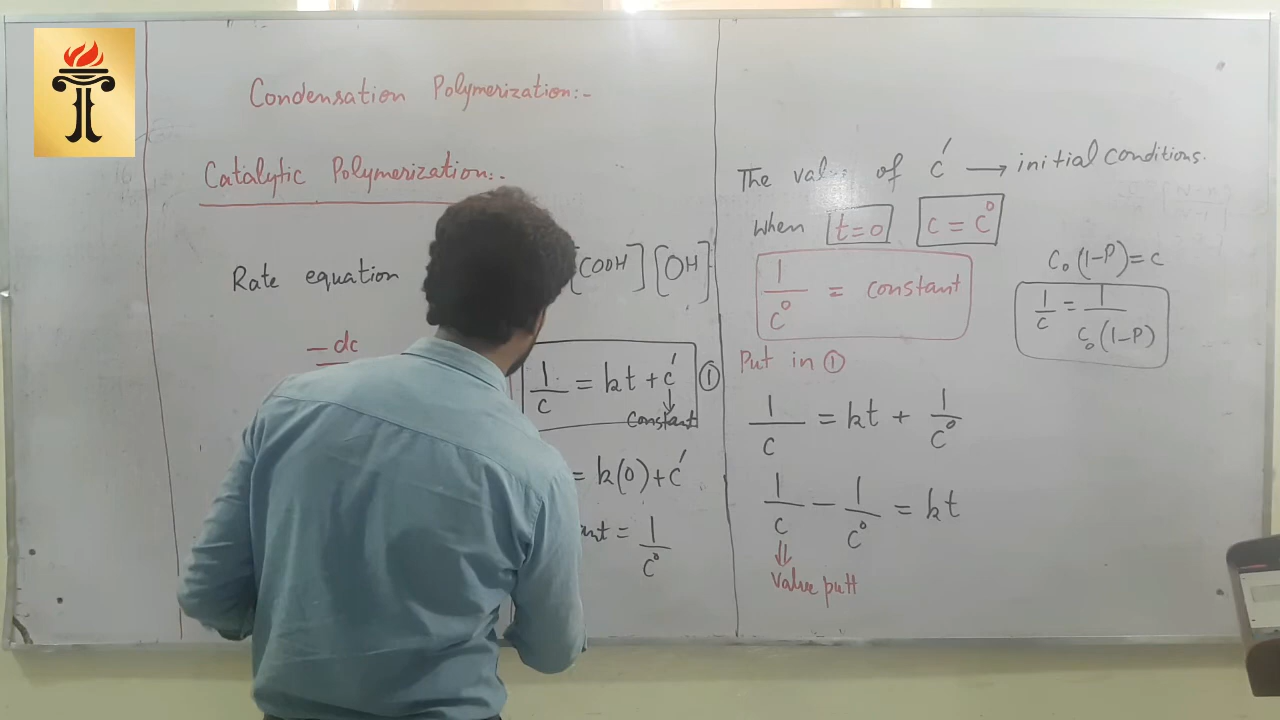 Condensation Polymerization:-
Catalytic Polymerization:-
Rate equation [COOH] [OH]
-dc
1/c = kt + c′ ①
Constant
= k(0) + c′
= 1/c°
The of c′ → initial conditions.
When t=0 c = c°
1/c° = constant
C₀(1-P) = c
1/c = 1/C₀(1-P)
Put in ①
1/c = kt + 1/c°
1/c - 1/c° = kt
⇓
Value putt